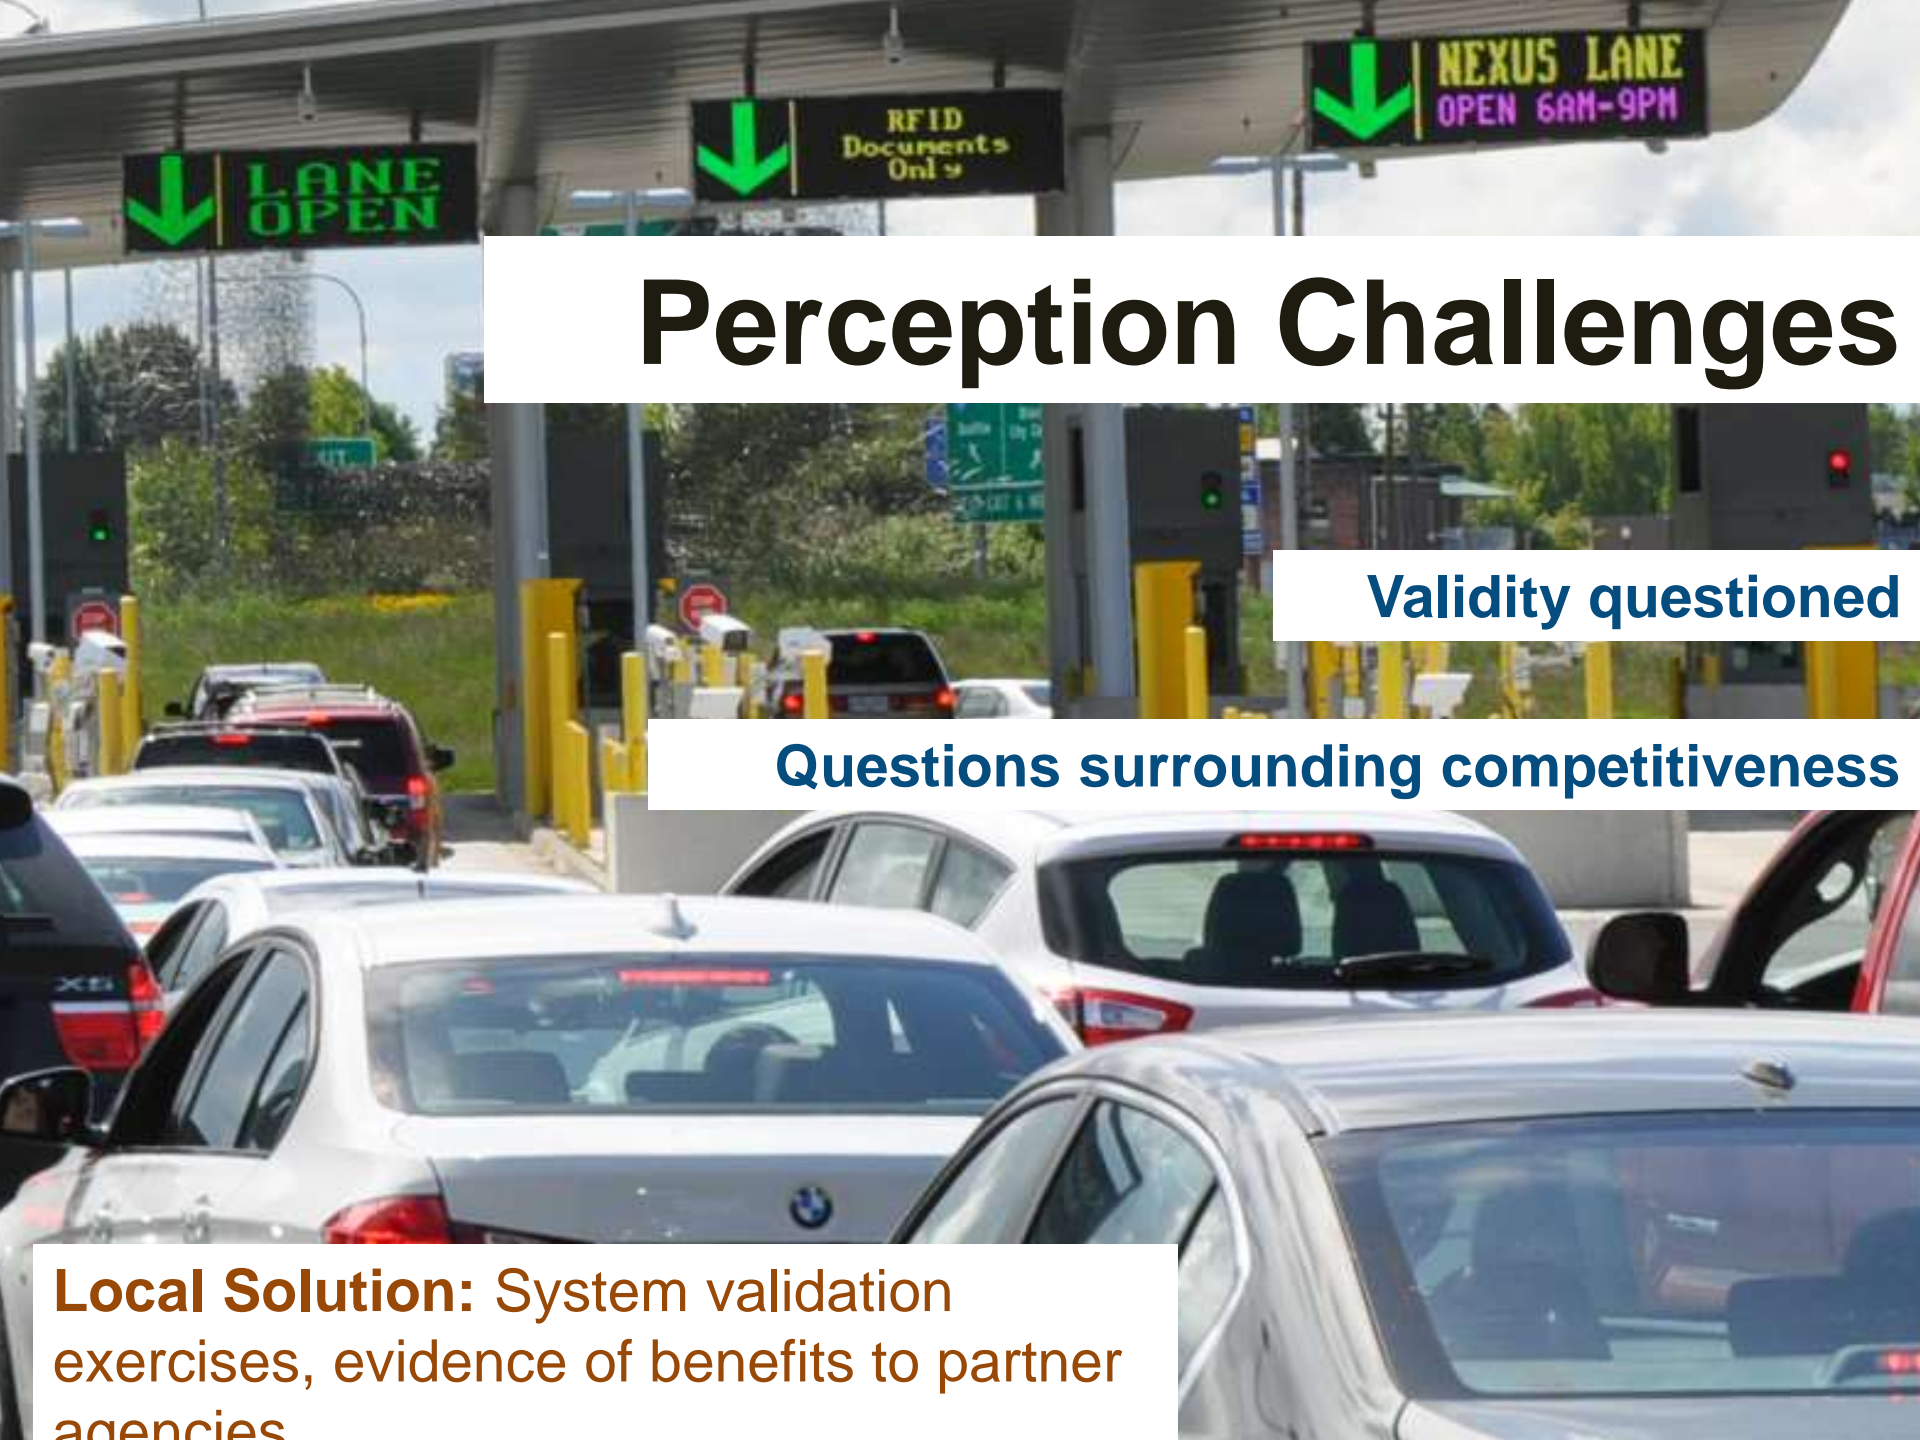 NEXUS LANE
OPEN 6AM-9PM
RFID
Documents
Only
LANE
OPEN
Perception Challenges
Validity questioned
Questions surrounding competitiveness
X5
Local Solution: System validation
exercises, evidence of benefits to partner
agencies